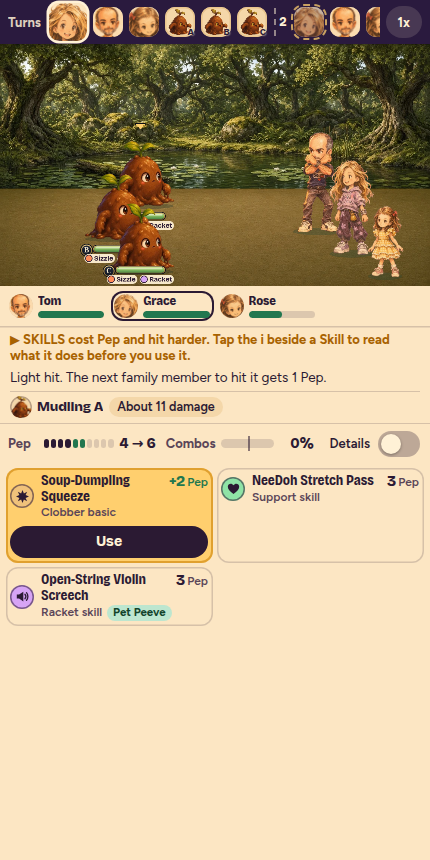 Turns
A
B
C
2
1x
Racket
B
Sizzle
C
Sizzle
Racket
Tom
Grace
Rose
▶ SKILLS cost Pep and hit harder. Tap the i beside a Skill to read
what it does before you use it.
Light hit. The next family member to hit it gets 1 Pep.
Mudling A
About 11 damage
Pep
4 → 6
Combos
0%
Details
Soup-Dumpling
Squeeze
+2 Pep
Clobber basic
Use
NeeDoh Stretch Pass
3 Pep
Support skill
Open-String Violin
Screech
3 Pep
Racket skill
Pet Peeve